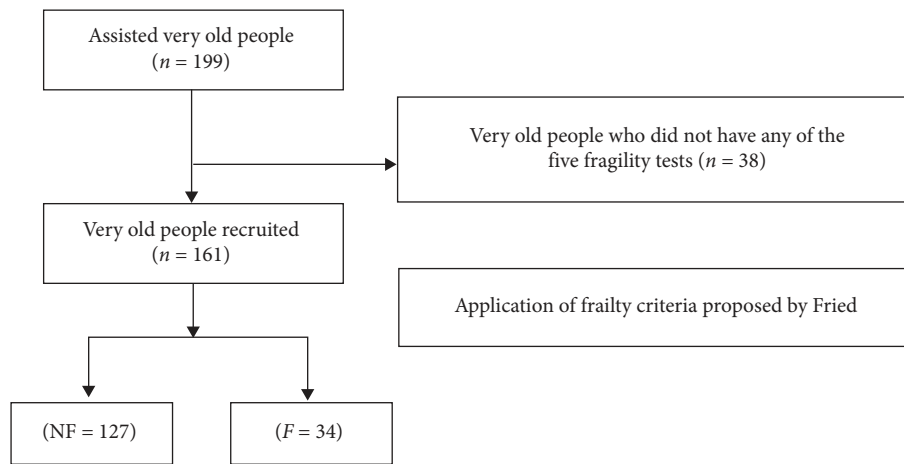 Assisted very old people
(n = 199)
Very old people who did not have any of the
five fragility tests (n = 38)
Very old people recruited
(n = 161)
Application of frailty criteria proposed by Fried
(NF = 127)
(F = 34)